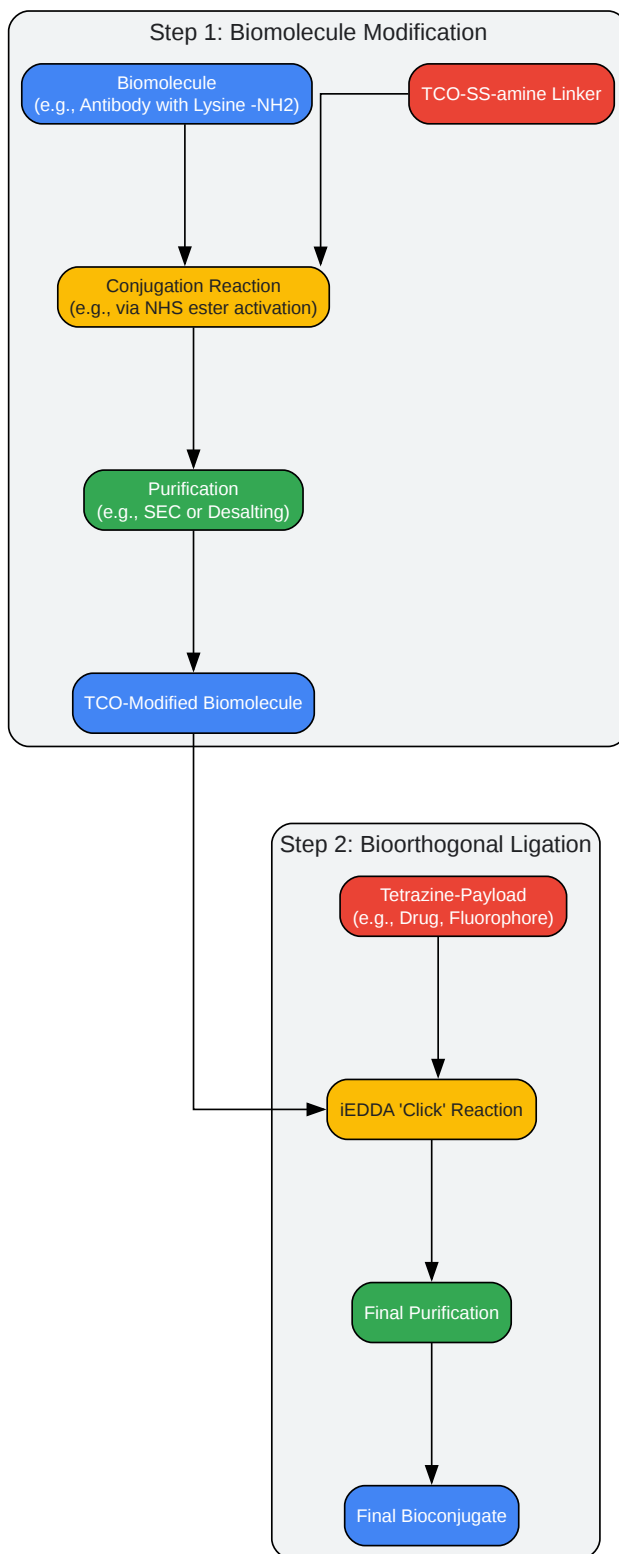 Step 1: Biomolecule Modification
Biomolecule
(e.g., Antibody with Lysine -NH2)
TCO-SS-amine Linker
Conjugation Reaction
(e.g., via NHS ester activation)
Purification
(e.g., SEC or Desalting)
TCO-Modified Biomolecule
Step 2: Bioorthogonal Ligation
Tetrazine-Payload
(e.g., Drug, Fluorophore)
iEDDA 'Click' Reaction
Final Purification
Final Bioconjugate